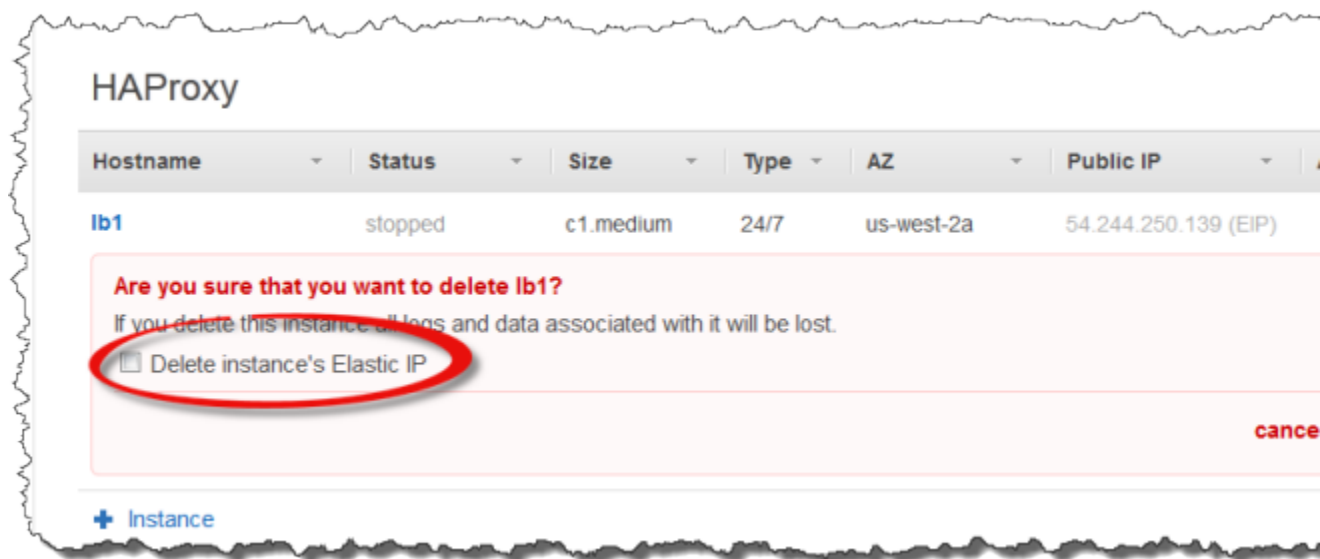 HAProxy
Hostname Status Size Type AZ Public IP
lb1 stopped c1.medium 24/7 us-west-2a 54.244.250.139 (EIP)
Are you sure that you want to delete lb1?
If you delete this instance all logs and data associated with it will be lost.
Delete instance's Elastic IP
cance
Instance